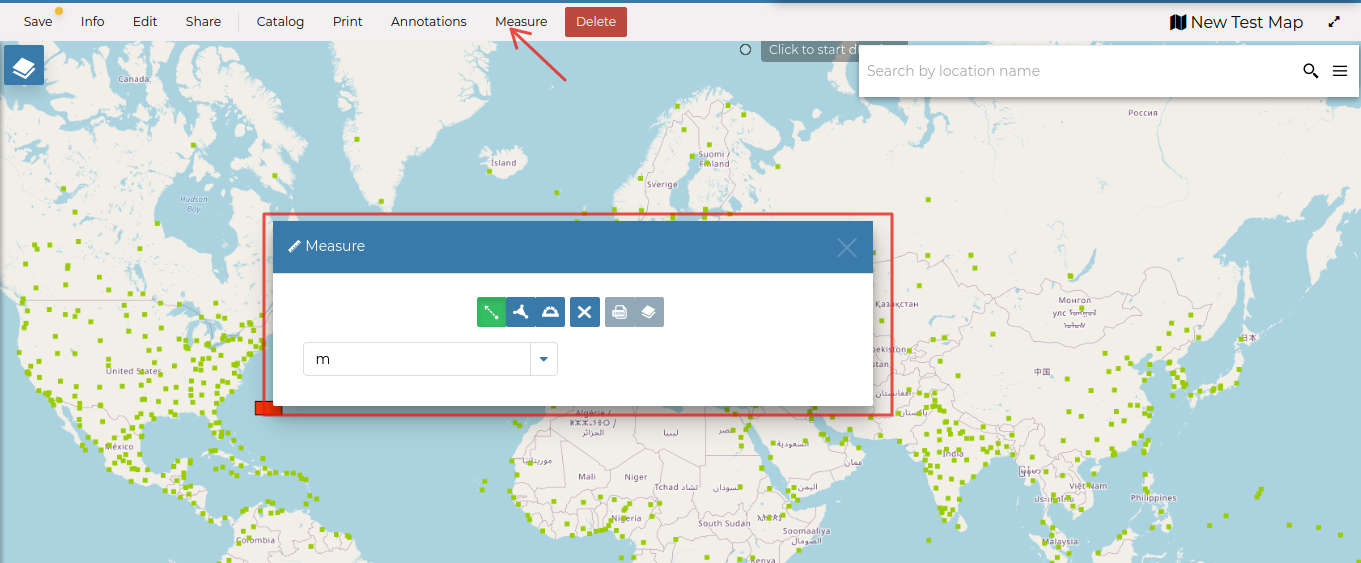 Save Info Edit Share Catalog Print Annotations Measure Delete New Test Map
Click to start d
Search by location name
Canada
Россия
Ísland
Suomi /
Finland
Sverige
Hudson
Bay
Measure
Казахстан
Монгол
улс
m
日本
United States
中国
Algérie /
الجزائر
ليبيا
مصر
México
السعودية
India
عمان
موريتانيا
Mali
Niger
Tchad تشاد
السودان
اليمن
Việt Nam
Philippines
Nigeria
South Sudan
Soomaaliya
الصومال
Colombia
Malaysia
Kenya